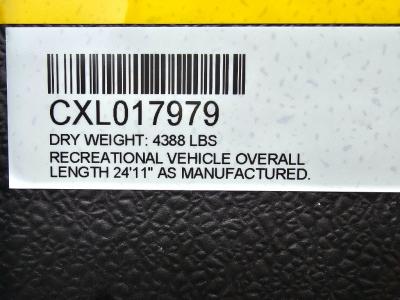 CXL017979
DRY WEIGHT: 4388 LBS
RECREATIONAL VEHICLE OVERALL
LENGTH 24'11" AS MANUFACTURED.